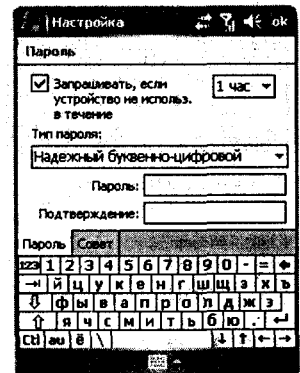 Настройка ok
Пароль
Запрашивать, если 1 час
устройство не использ.
в течение
Тип пароля:
Надежный буквенно-цифровой
Пароль:
Подтверждение:
Пароль Совет
123 1 2 3 4 5 6 7 8 9 0 - =
й ц у к е н г ш щ з х ъ
ф ы в а п р о л д ж э
я ч с м и т ь б ю .
Ctl au ё \